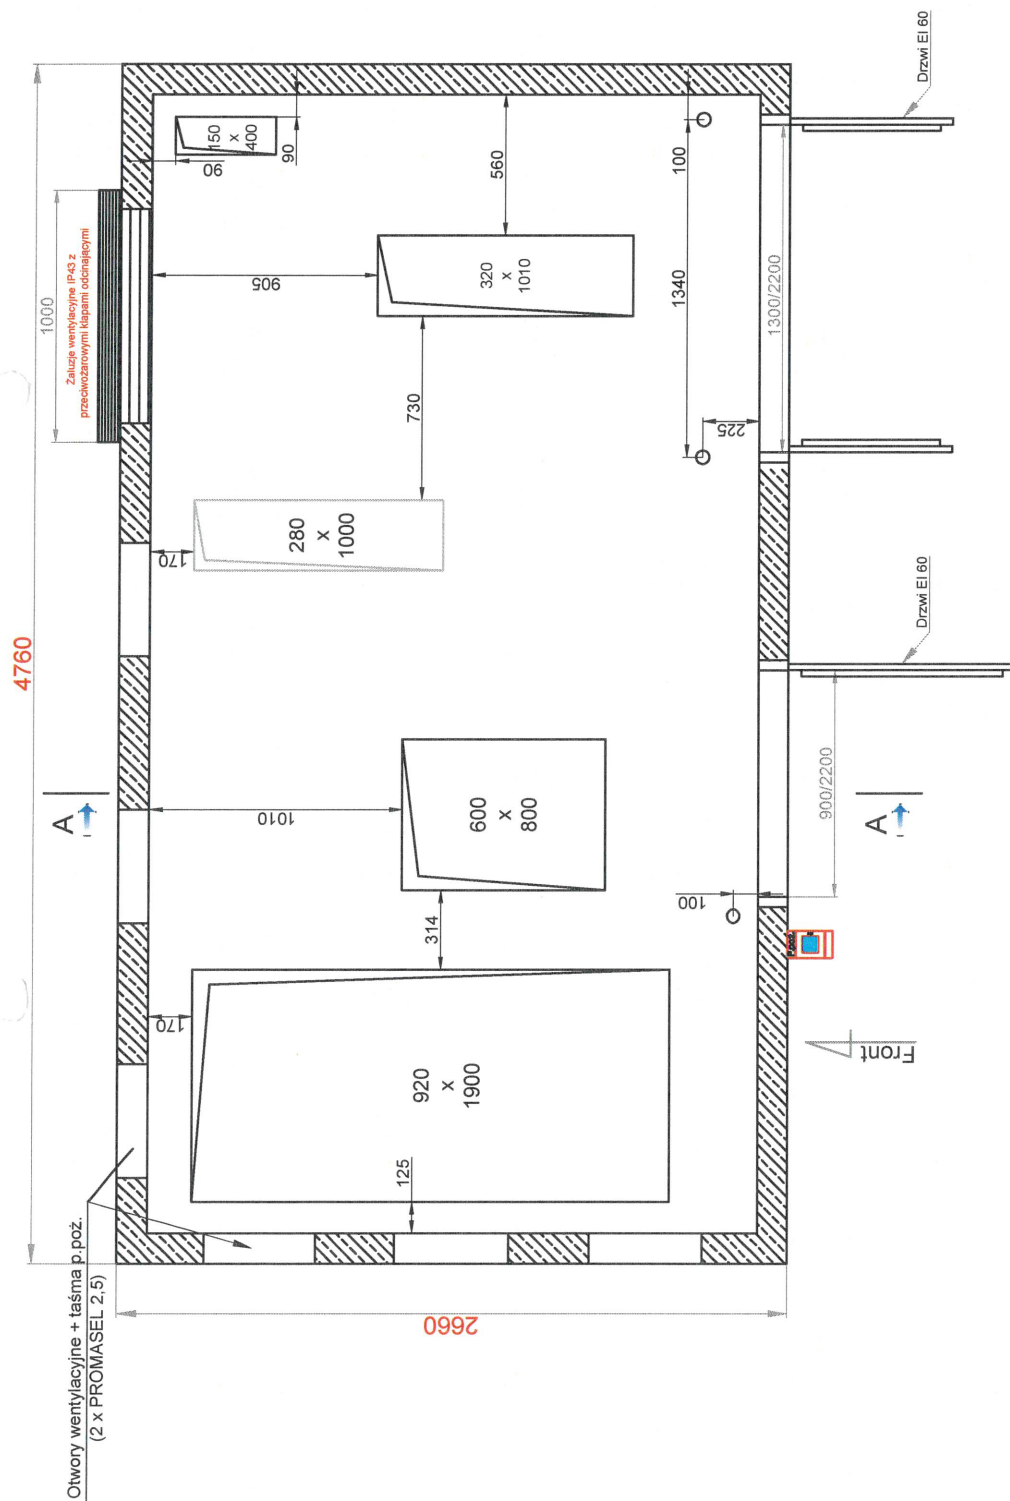 Otwory wentylacyjne + taśma p.poż.
(2 x PROMASEL 2,5)
4760
2660
1000
Żaluzje wentylacyjne IP43 z
przeciwożarowymi klapami odcinającymi
A
A
170
125
920
x
1900
314
1010
600
x
800
100
170
280
x
1000
730
905
320
x
1010
560
90
150
x
400
90
100
1340
225
1300/2200
900/2200
Drzwi EI 60
Drzwi EI 60
Front